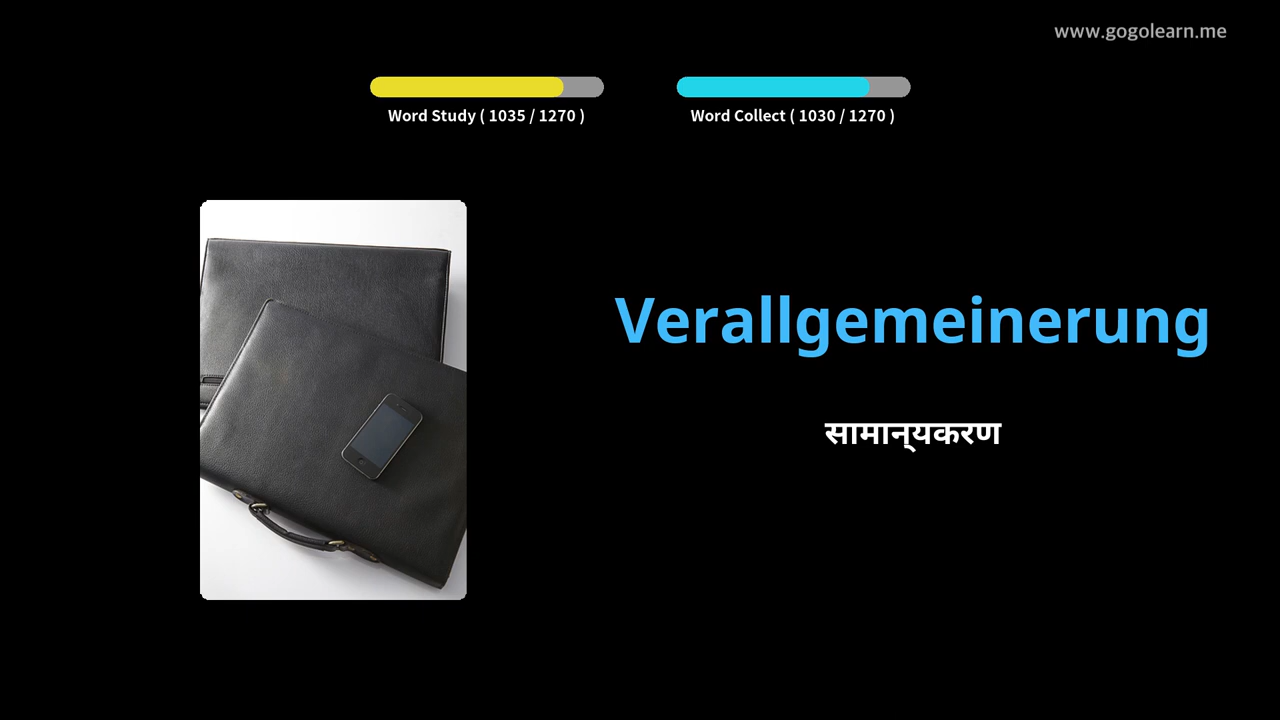 www.gogolearn.me
Word Study ( 1035 / 1270 )
Word Collect ( 1030 / 1270 )
Verallgemeinerung
सामान्यकरण